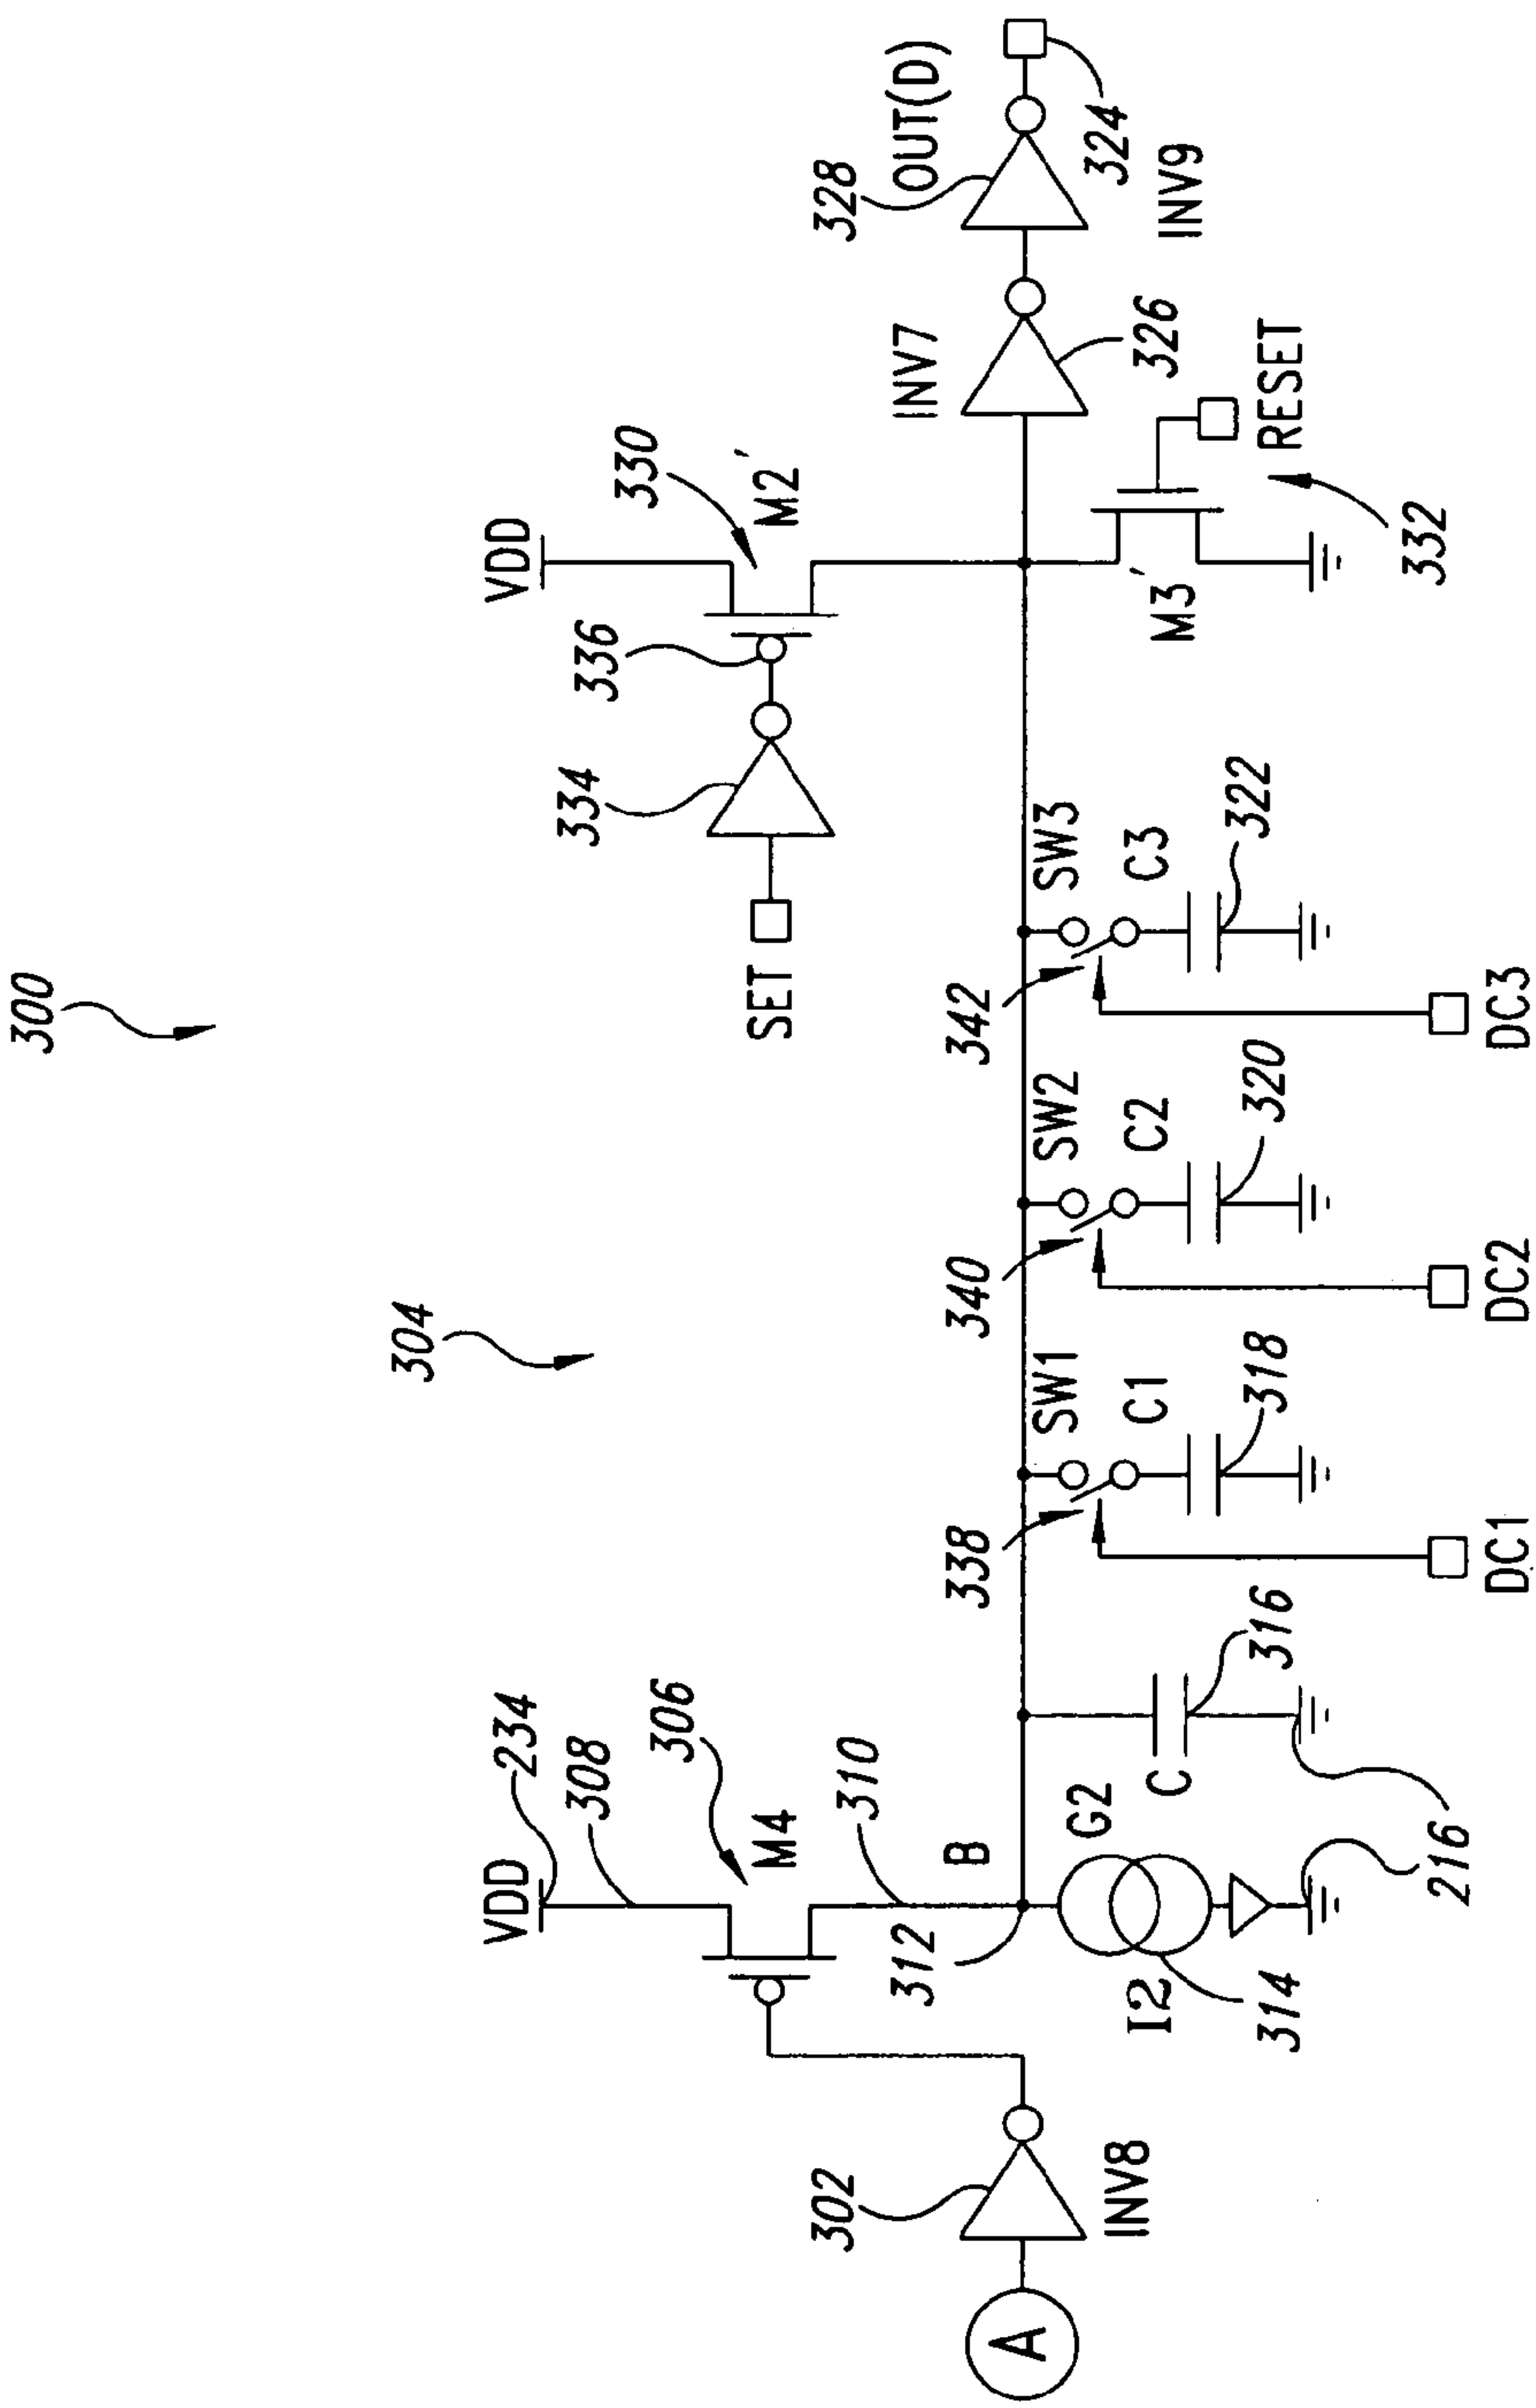 300
304
VDD
234
308
306
M4
310
B
312
G2
I2
314
216
C
316
A
302
INV8
338
SW1
C1
318
DC1
340
SW2
C2
320
DC2
342
SW3
C3
322
DC3
SET
334
336
VDD
330
M2'
M3'
332
RESET
INV7
326
328
OUT(D)
324
INV9